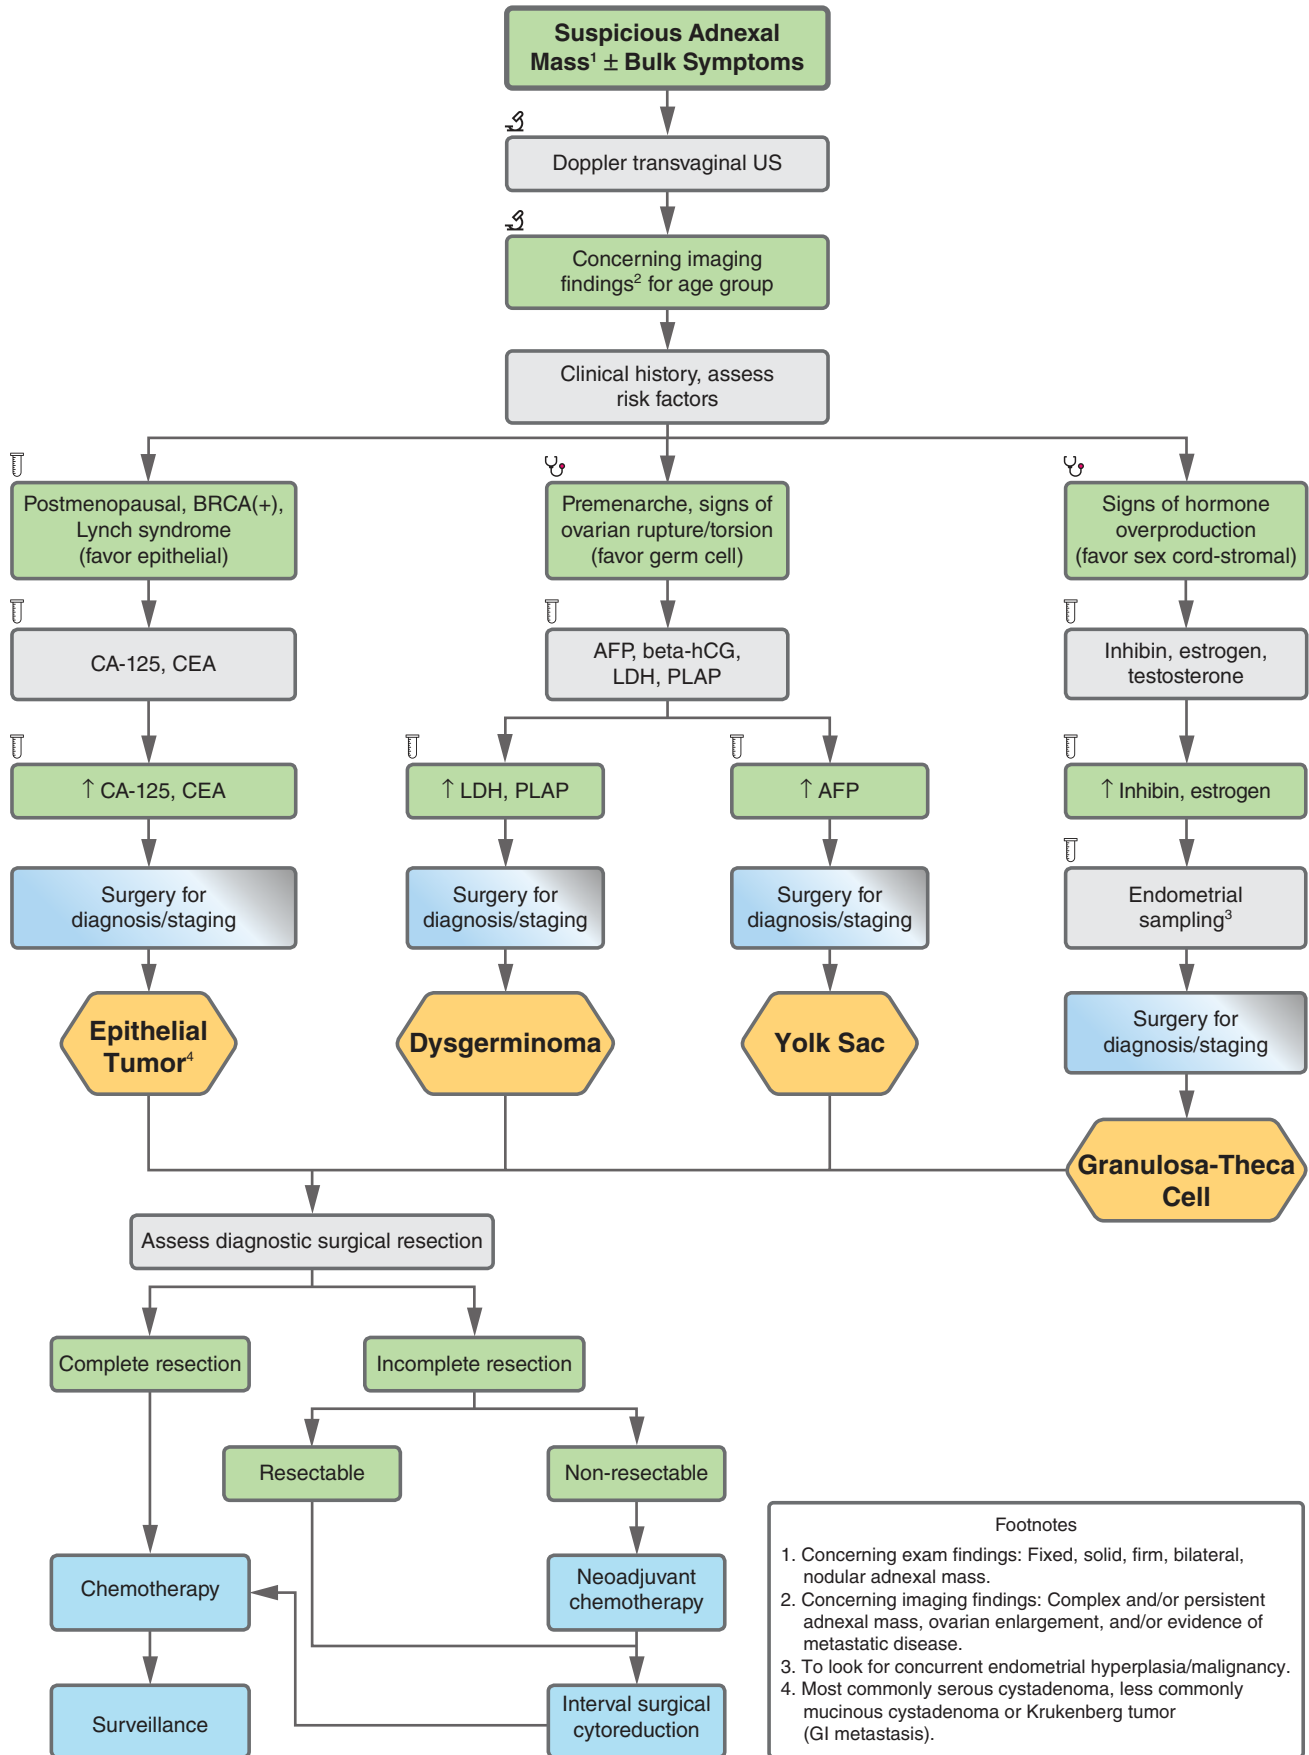 Suspicious Adnexal
Mass¹ ± Bulk Symptoms
Doppler transvaginal US
Concerning imaging
findings² for age group
Clinical history, assess
risk factors
Postmenopausal, BRCA(+),
Lynch syndrome
(favor epithelial)
Premenarche, signs of
ovarian rupture/torsion
(favor germ cell)
Signs of hormone
overproduction
(favor sex cord-stromal)
CA-125, CEA
AFP, beta-hCG,
LDH, PLAP
Inhibin, estrogen,
testosterone
↑ CA-125, CEA
↑ LDH, PLAP
↑ AFP
↑ Inhibin, estrogen
Surgery for
diagnosis/staging
Surgery for
diagnosis/staging
Surgery for
diagnosis/staging
Endometrial
sampling³
Epithelial
Tumor⁴
Dysgerminoma
Yolk Sac
Surgery for
diagnosis/staging
Granulosa-Theca
Cell
Assess diagnostic surgical resection
Complete resection
Incomplete resection
Resectable
Non-resectable
Chemotherapy
Neoadjuvant
chemotherapy
Surveillance
Interval surgical
cytoreduction
Footnotes
1. Concerning exam findings: Fixed, solid, firm, bilateral,
nodular adnexal mass.
2. Concerning imaging findings: Complex and/or persistent
adnexal mass, ovarian enlargement, and/or evidence of
metastatic disease.
3. To look for concurrent endometrial hyperplasia/malignancy.
4. Most commonly serous cystadenoma, less commonly
mucinous cystadenoma or Krukenberg tumor
(GI metastasis).